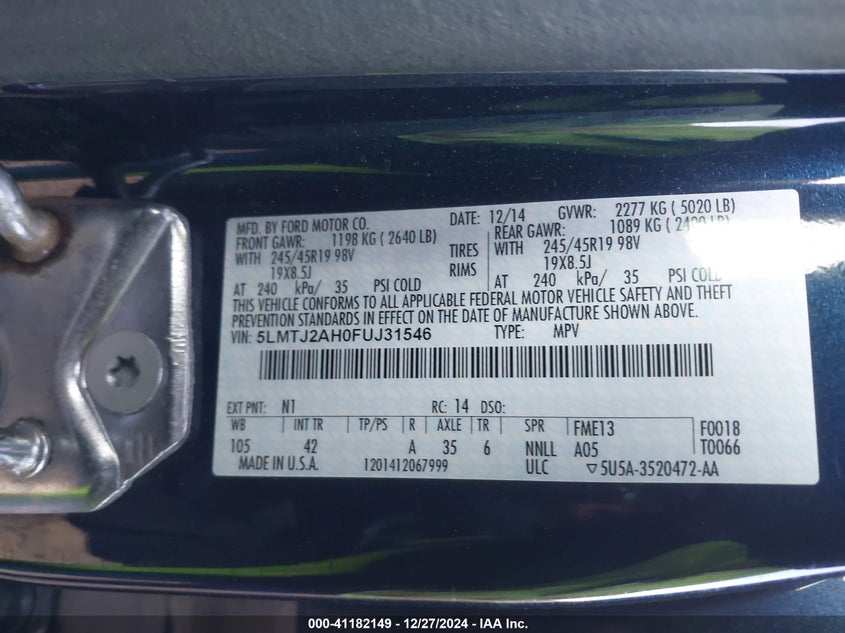 MFD. BY FORD MOTOR CO. DATE: 12/14 GVWR: 2277 KG ( 5020 LB)
FRONT GAWR: 1198 KG ( 2640 LB) REAR GAWR: 1089 KG ( 2400 LB)
WITH 245/45R19 98V TIRES WITH 245/45R19 98V
19X8.5J RIMS 19X8.5J
AT 240 kPa/ 35 PSI COLD AT 240 kPa/ 35 PSI COLD
THIS VEHICLE CONFORMS TO ALL APPLICABLE FEDERAL MOTOR VEHICLE SAFETY AND THEFT
PREVENTION STANDARDS IN EFFECT ON THE DATE OF MANUFACTURE SHOWN ABOVE.
VIN: 5LMTJ2AH0FUJ31546 TYPE: MPV
EXT PNT: N1 RC: 14 DSO:
WB INT TR TP/PS R AXLE TR SPR FME13 F0018
105 42 A 35 6 NNLL A05 T0066
MADE IN U.S.A. 1201412067999 ULC ▽5U5A-3520472-AA
000-41182149 - 12/27/2024 - IAA Inc.